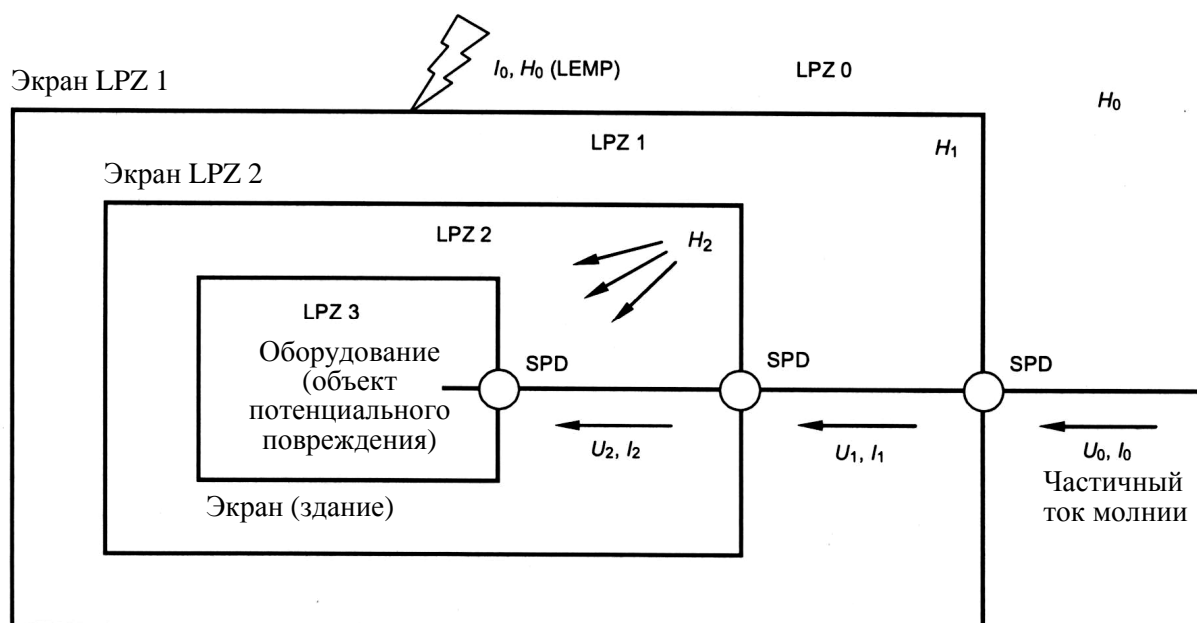 I₀, H₀ (LEMP)
LPZ 0
Экран LPZ 1
H₀
LPZ 1
H₁
Экран LPZ 2
LPZ 2
H₂
LPZ 3
Оборудование
(объект
потенциального
повреждения)
SPD
SPD
SPD
U₂, I₂
U₁, I₁
U₀, I₀
Частичный
ток молнии
Экран (здание)